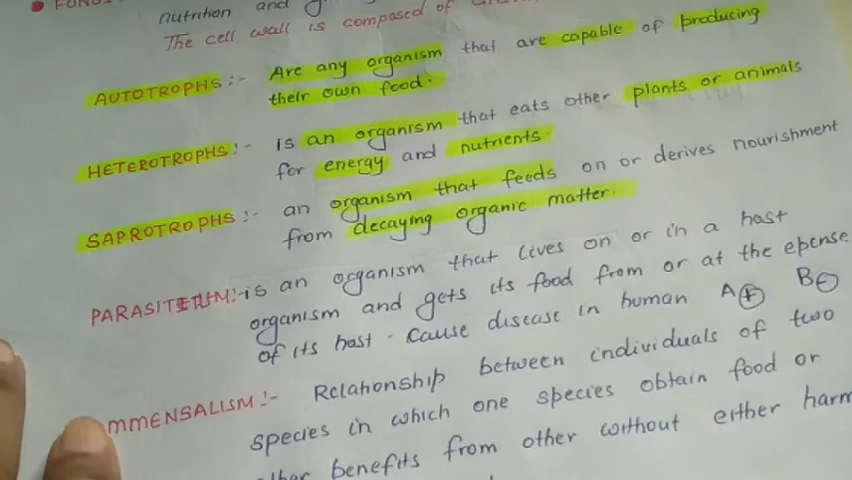 nutrition and
The cell wall is composed of
AUTOTROPHS :- Are any organism that are capable of producing
their own food.
HETEROTROPHS :- is an organism that eats other plants or animals
for energy and nutrients.
SAPROTROPHS :- an organism that feeds on or derives nourishment
from decaying organic matter.
:- is an organism that lives on or in a host
organism and gets its food from or at the epense
of its host - cause disease in human A⊕ B⊖
MMENSALISM :- Relationship between individuals of two
species in which one species obtain food or
benefits from other without either harm